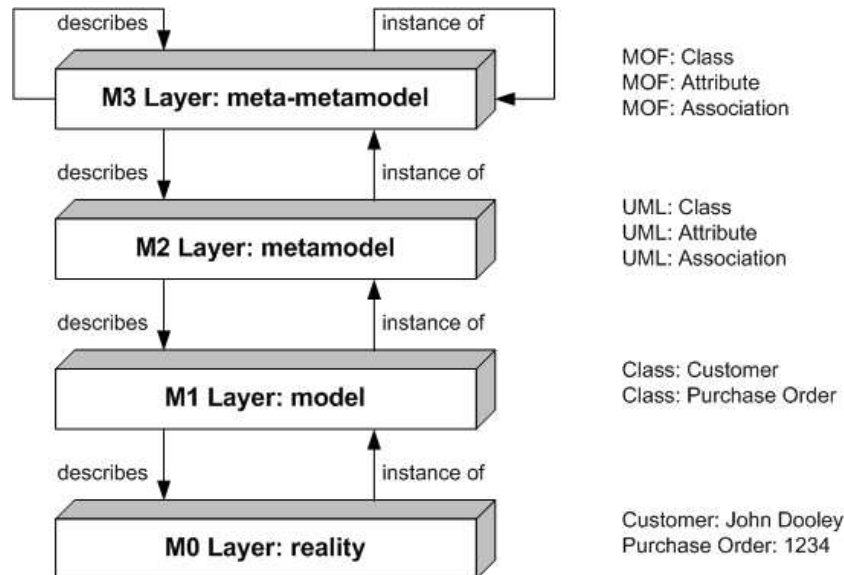 describes
instance of
M3 Layer: meta-metamodel
MOF: Class
MOF: Attribute
MOF: Association
describes
instance of
M2 Layer: metamodel
UML: Class
UML: Attribute
UML: Association
describes
instance of
M1 Layer: model
Class: Customer
Class: Purchase Order
describes
instance of
M0 Layer: reality
Customer: John Dooley
Purchase Order: 1234